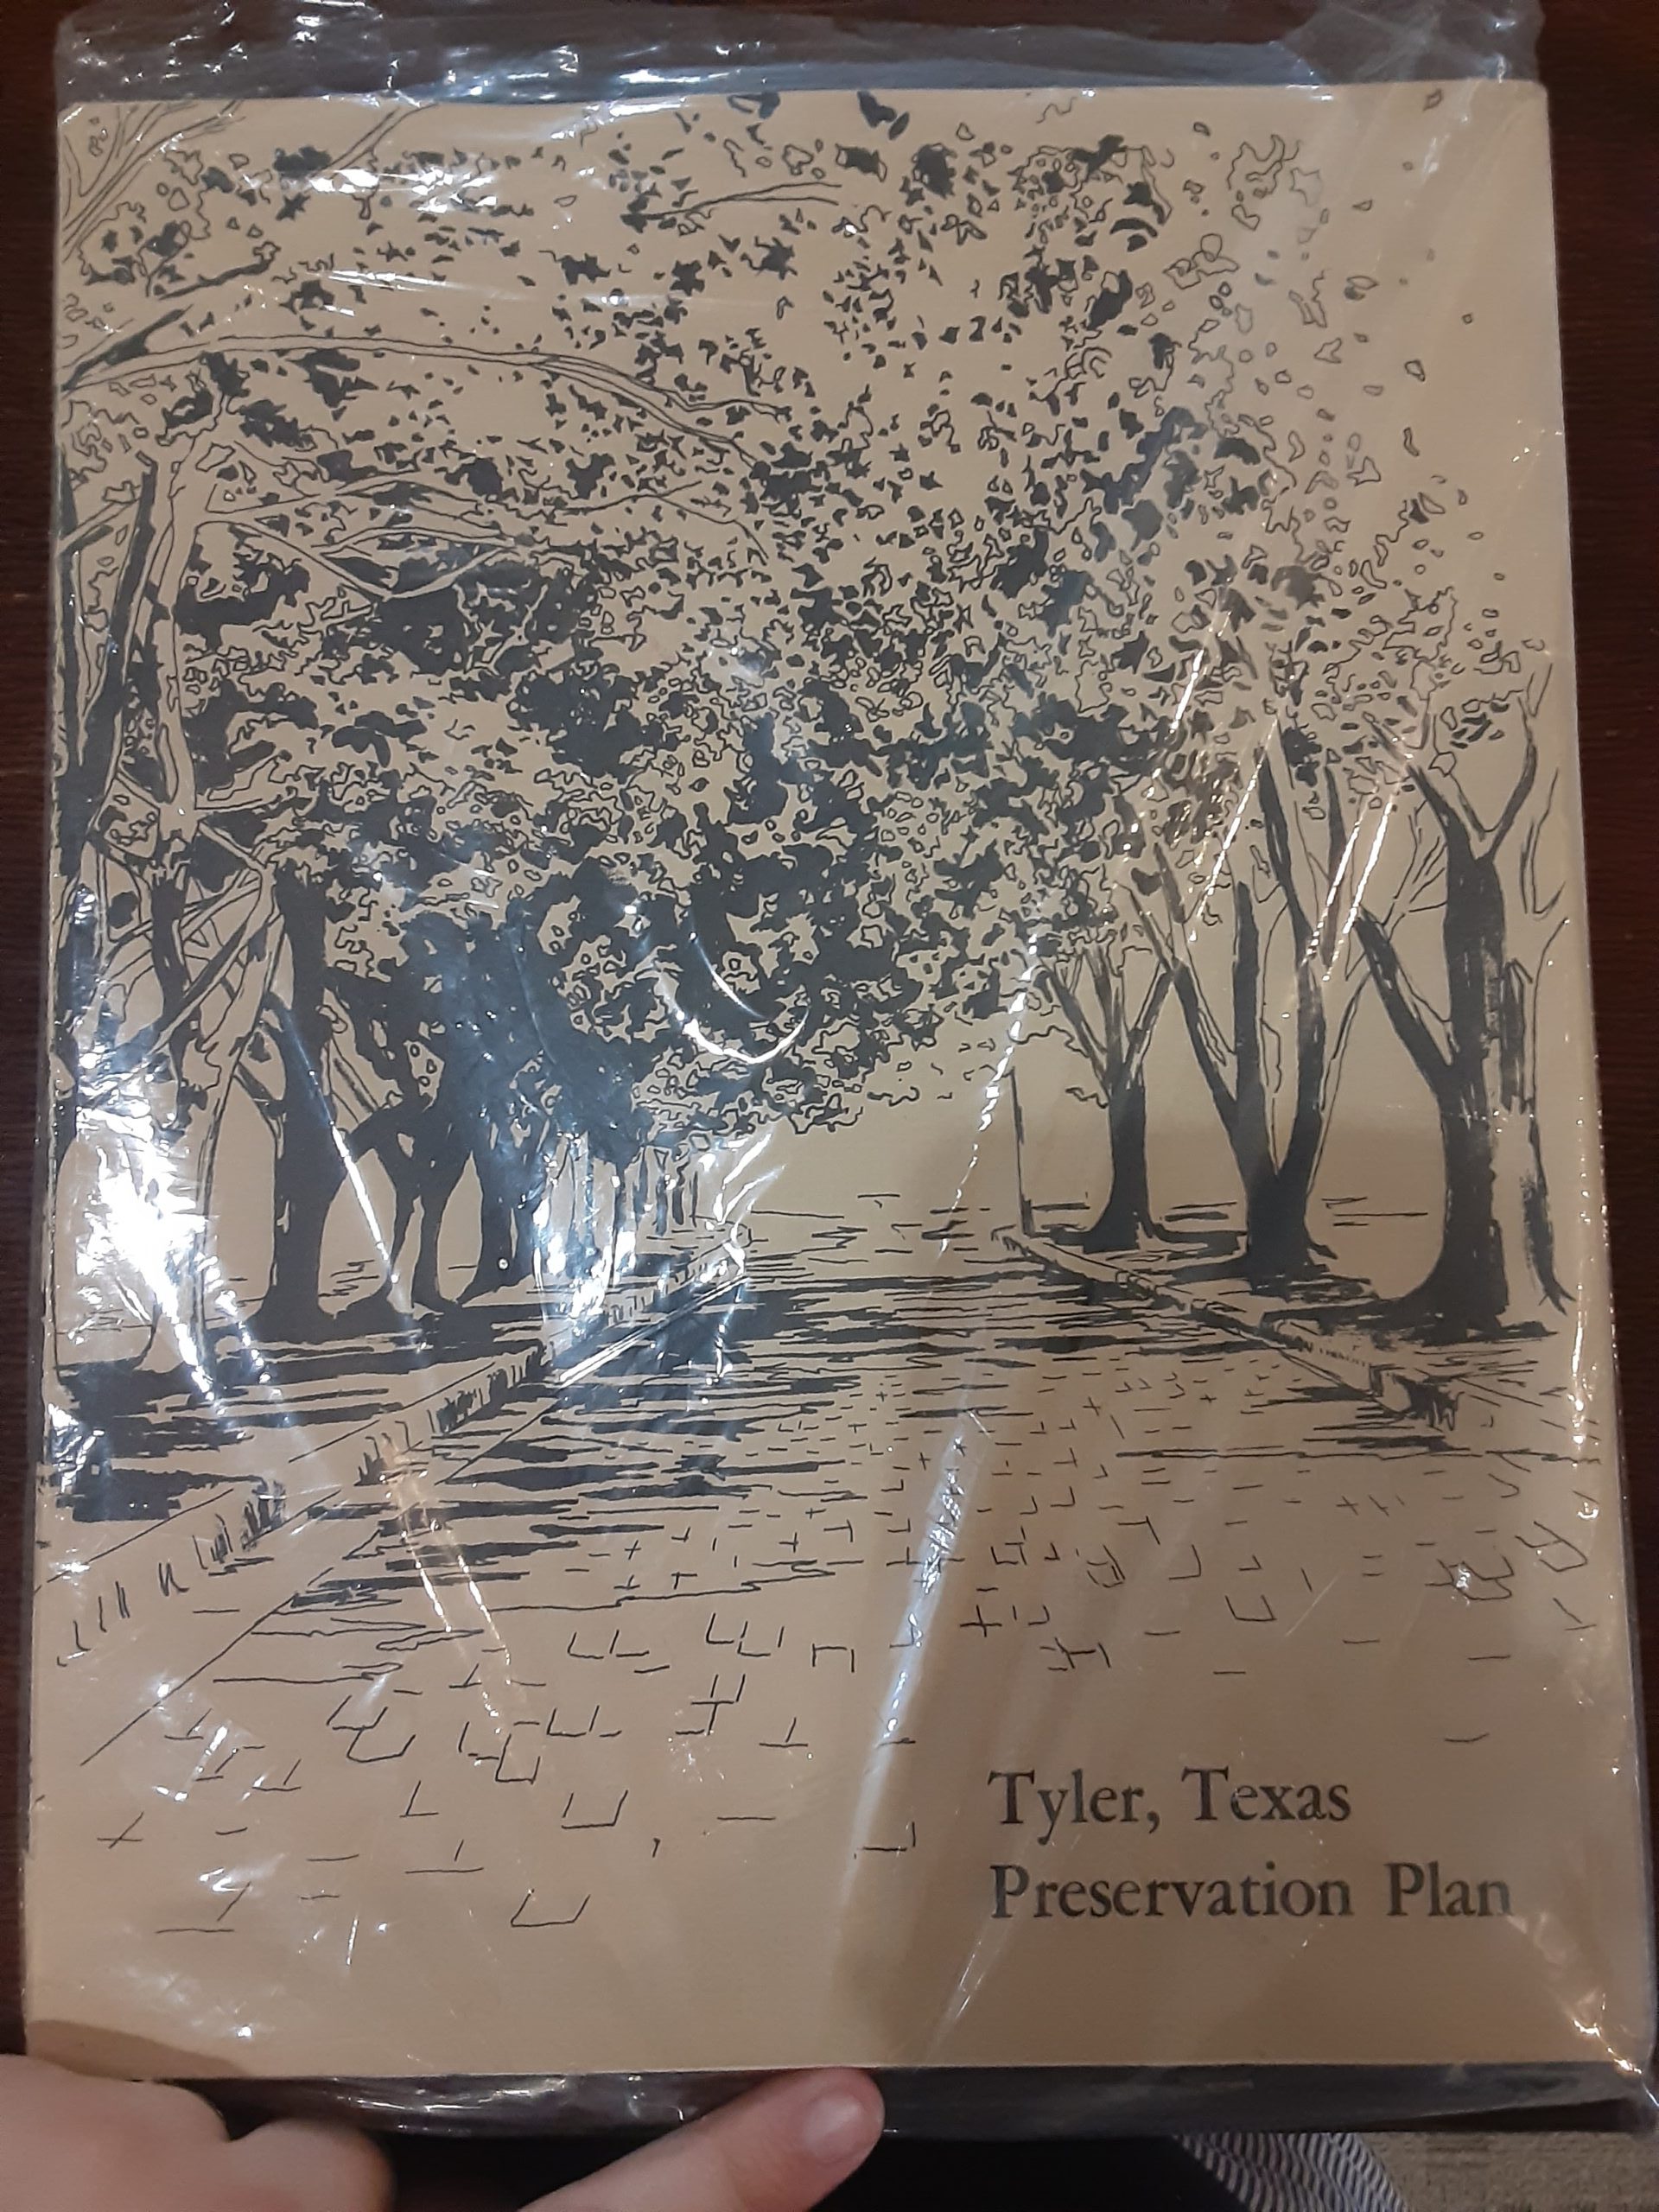 Tyler, Texas
Preservation Plan